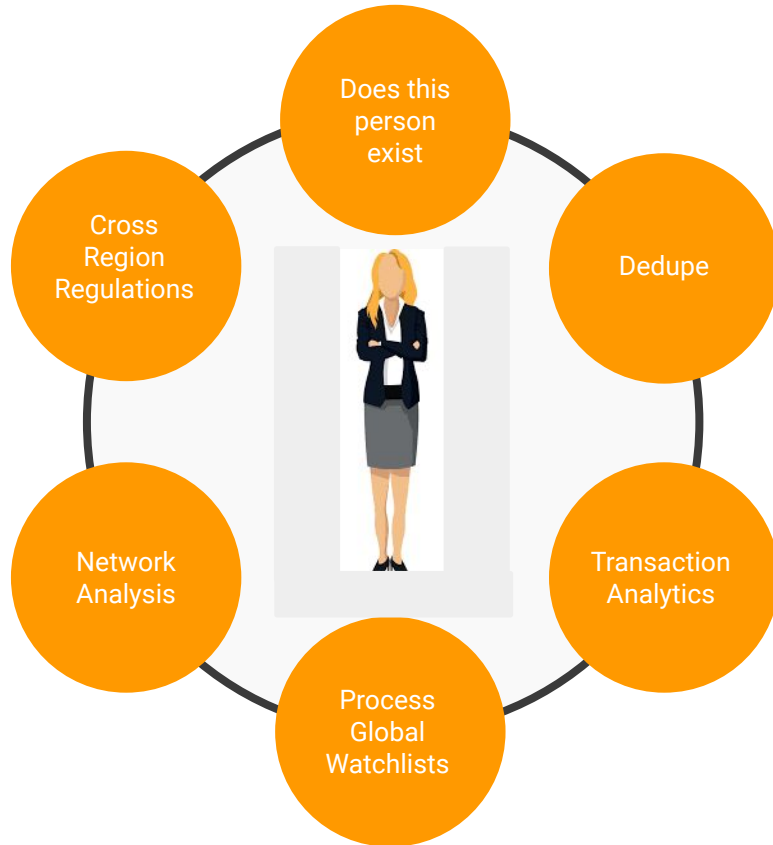 Does this
person
exist
Dedupe
Transaction
Analytics
Process
Global
Watchlists
Network
Analysis
Cross
Region
Regulations